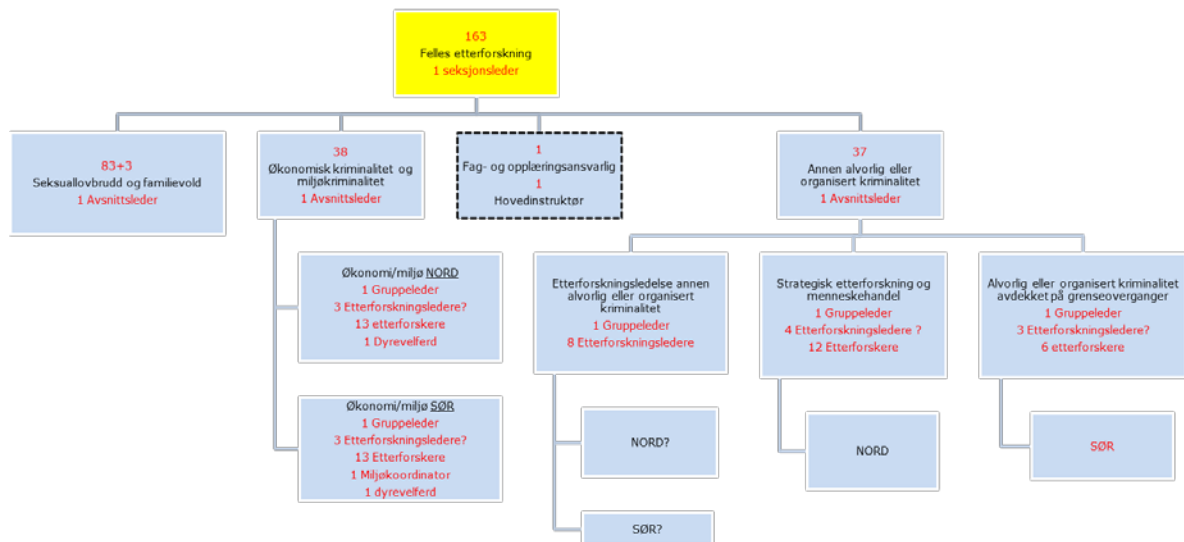 163
Felles etterforskning
1 seksjonsleder
83+3
Seksuallovbrudd og familievold
1 Avsnittsleder
38
Økonomisk kriminalitet og
miljøkriminalitet
1 Avsnittsleder
1
Fag- og opplæringsansvarlig
1
Hovedinstruktør
37
Annen alvorlig eller
organisert kriminalitet
1 Avsnittsleder
Økonomi/miljø NORD
1 Gruppeleder
3 Etterforskningsledere?
13 etterforskere
1 Dyrevelferd
Økonomi/miljø SØR
1 Gruppeleder
3 Etterforskningsledere?
13 Etterforskere
1 Miljøkoordinator
1 dyrevelferd
Etterforskningsledelse annen
alvorlig eller organisert
kriminalitet
1 Gruppeleder
8 Etterforskningsledere
NORD?
SØR?
Strategisk etterforskning og
menneskehandel
1 Gruppeleder
4 Etterforskningsledere ?
12 Etterforskere
NORD
Alvorlig eller organisert kriminalitet
avdekket på grenseoverganger
1 Gruppeleder
3 Etterforskningsledere?
6 etterforskere
SØR